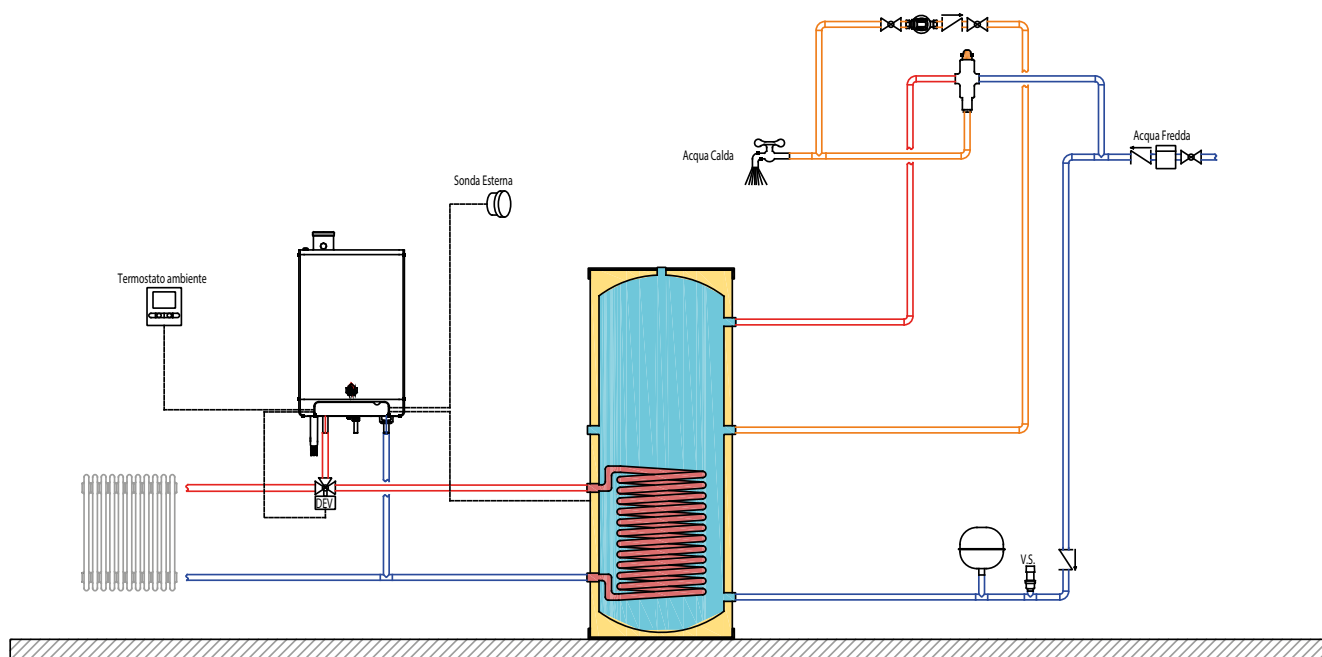 Acqua Fredda
Acqua Calda
Sonda Esterna
Termostato ambiente
DEV
V.S.